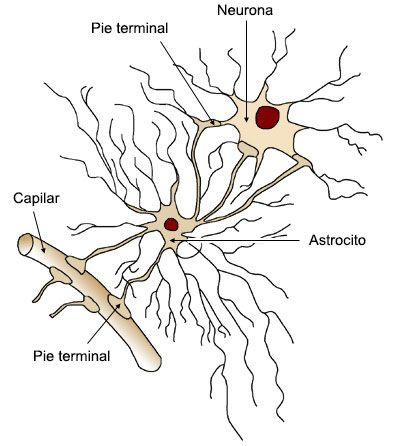 Neurona
Pie terminal
Capilar
Astrocito
Pie terminal